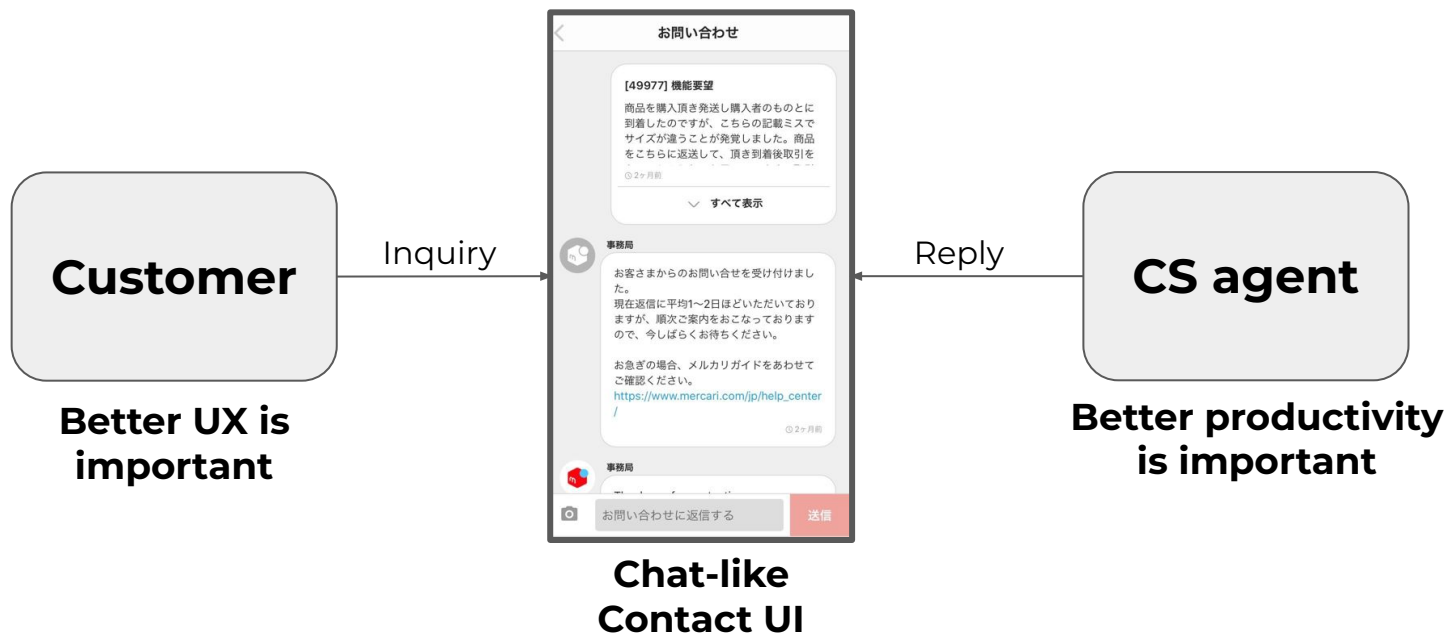 お問い合わせ
[49977] 機能要望
商品を購入頂き発送し購入者のものとに
到着したのですが、こちらの記載ミスで
サイズが違うことが発覚しました。商品
をこちらに返送して、頂き到着後取引を
2ヶ月前
すべて表示
事務局
お客さまからのお問い合せを受け付けまし
た。
現在返信に平均1〜2日ほどいただいており
ますが、順次ご案内をおこなっております
ので、今しばらくお待ちください。
お急ぎの場合、メルカリガイドをあわせて
ご確認ください。
https://www.mercari.com/jp/help_center
/
2ヶ月前
事務局
お問い合わせに返信する
送信
Customer
Inquiry
Reply
CS agent
Better UX is
important
Better productivity
is important
Chat-like
Contact UI